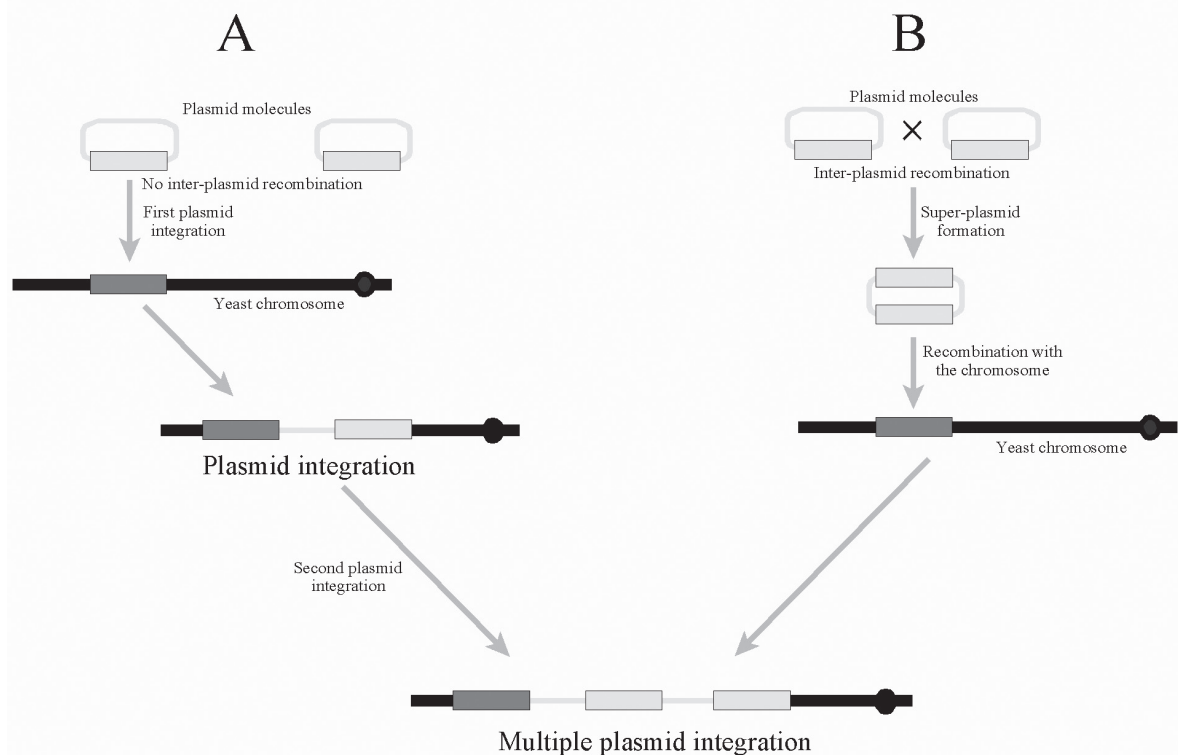 A
Plasmid molecules
No inter-plasmid recombination
First plasmid
integration
Yeast chromosome
Plasmid integration
Second plasmid
integration
B
Plasmid molecules
×
Inter-plasmid recombination
Super-plasmid
formation
Recombination with
the chromosome
Yeast chromosome
Multiple plasmid integration